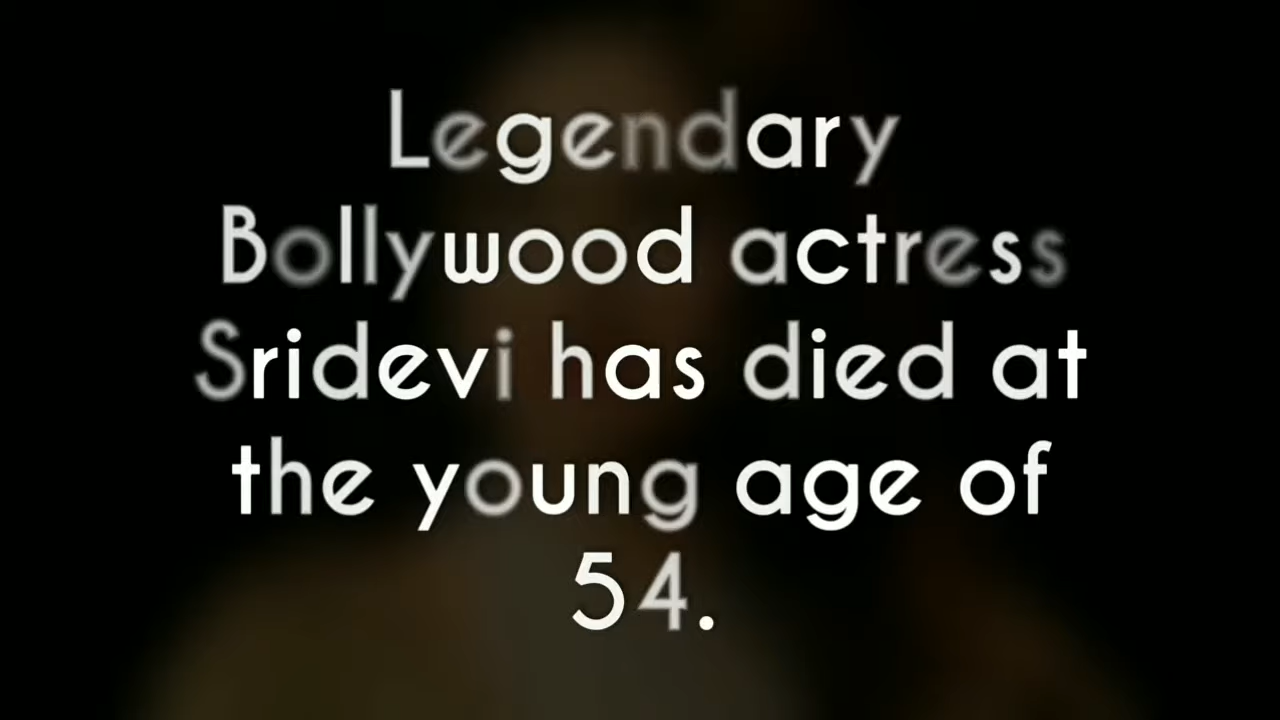 Legendary
Bollywood actress
Sridevi has died at
the young age of
54.